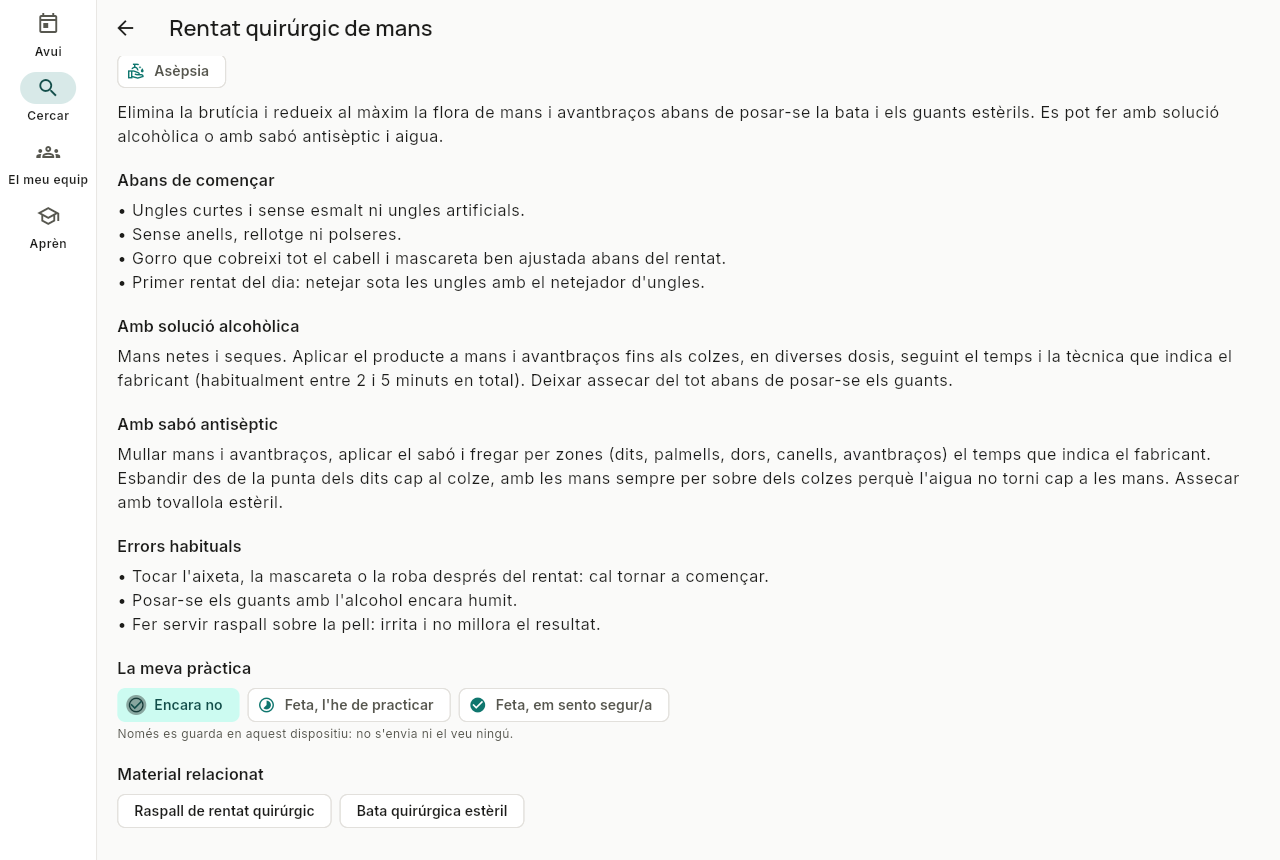 Avui
Cercar
El meu equip
Aprèn
Rentat quirúrgic de mans
Asèpsia
Elimina la brutícia i redueix al màxim la flora de mans i avantbraços abans de posar-se la bata i els guants estèrils. Es pot fer amb solució
alcohòlica o amb sabó antisèptic i aigua.
Abans de començar
• Ungles curtes i sense esmalt ni ungles artificials.
• Sense anells, rellotge ni polseres.
• Gorro que cobreixi tot el cabell i mascareta ben ajustada abans del rentat.
• Primer rentat del dia: netejar sota les ungles amb el netejador d'ungles.
Amb solució alcohòlica
Mans netes i seques. Aplicar el producte a mans i avantbraços fins als colzes, en diverses dosis, seguint el temps i la tècnica que indica el
fabricant (habitualment entre 2 i 5 minuts en total). Deixar assecar del tot abans de posar-se els guants.
Amb sabó antisèptic
Mullar mans i avantbraços, aplicar el sabó i fregar per zones (dits, palmells, dors, canells, avantbraços) el temps que indica el fabricant.
Esbandir des de la punta dels dits cap al colze, amb les mans sempre per sobre dels colzes perquè l'aigua no torni cap a les mans. Assecar
amb tovallola estèril.
Errors habituals
• Tocar l'aixeta, la mascareta o la roba després del rentat: cal tornar a començar.
• Posar-se els guants amb l'alcohol encara humit.
• Fer servir raspall sobre la pell: irrita i no millora el resultat.
La meva pràctica
Encara no
Feta, l'he de practicar
Feta, em sento segur/a
Només es guarda en aquest dispositiu: no s'envia ni el veu ningú.
Material relacionat
Raspall de rentat quirúrgic
Bata quirúrgica estèril